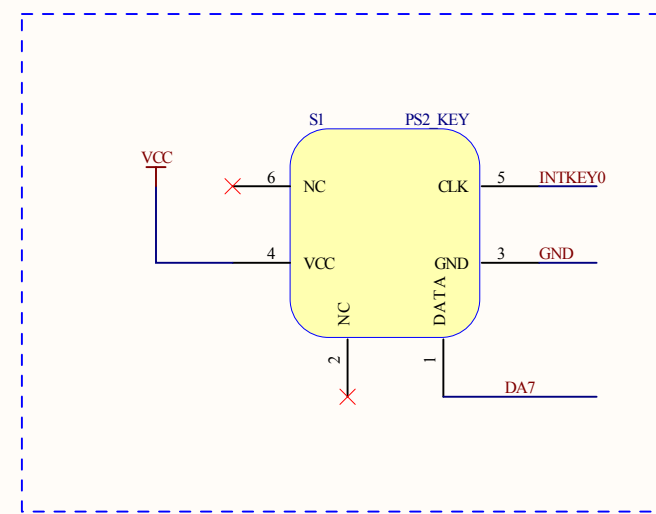 S1 PS2_KEY
VCC
6 NC CLK 5 INTKEY0
4 VCC GND 3 GND
NC DATA
2 1
DA7